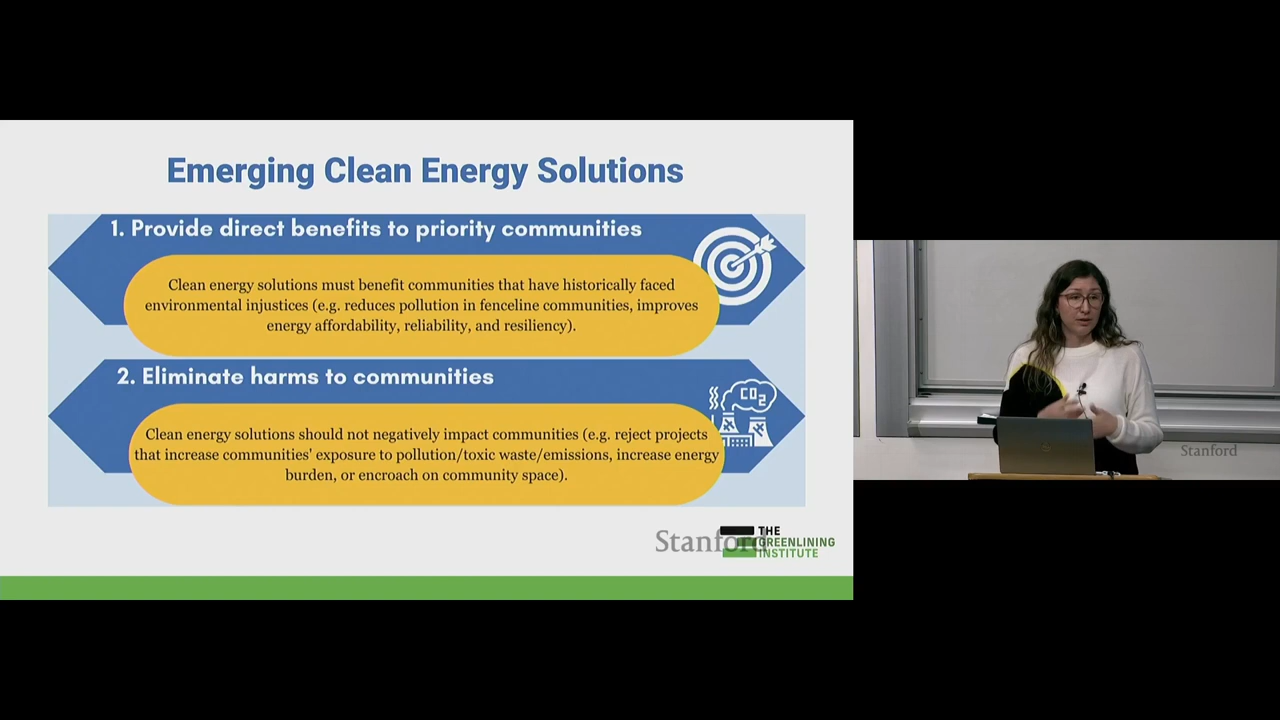 Emerging Clean Energy Solutions
1. Provide direct benefits to priority communities
Clean energy solutions must benefit communities that have historically faced
environmental injustices (e.g. reduces pollution in fenceline communities, improves
energy affordability, reliability, and resiliency).
2. Eliminate harms to communities
CO2
Clean energy solutions should not negatively impact communities (e.g. reject projects
that increase communities' exposure to pollution/toxic waste/emissions, increase energy
burden, or encroach on community space).
Stanford
THE
GREENLINING
INSTITUTE
Stanford